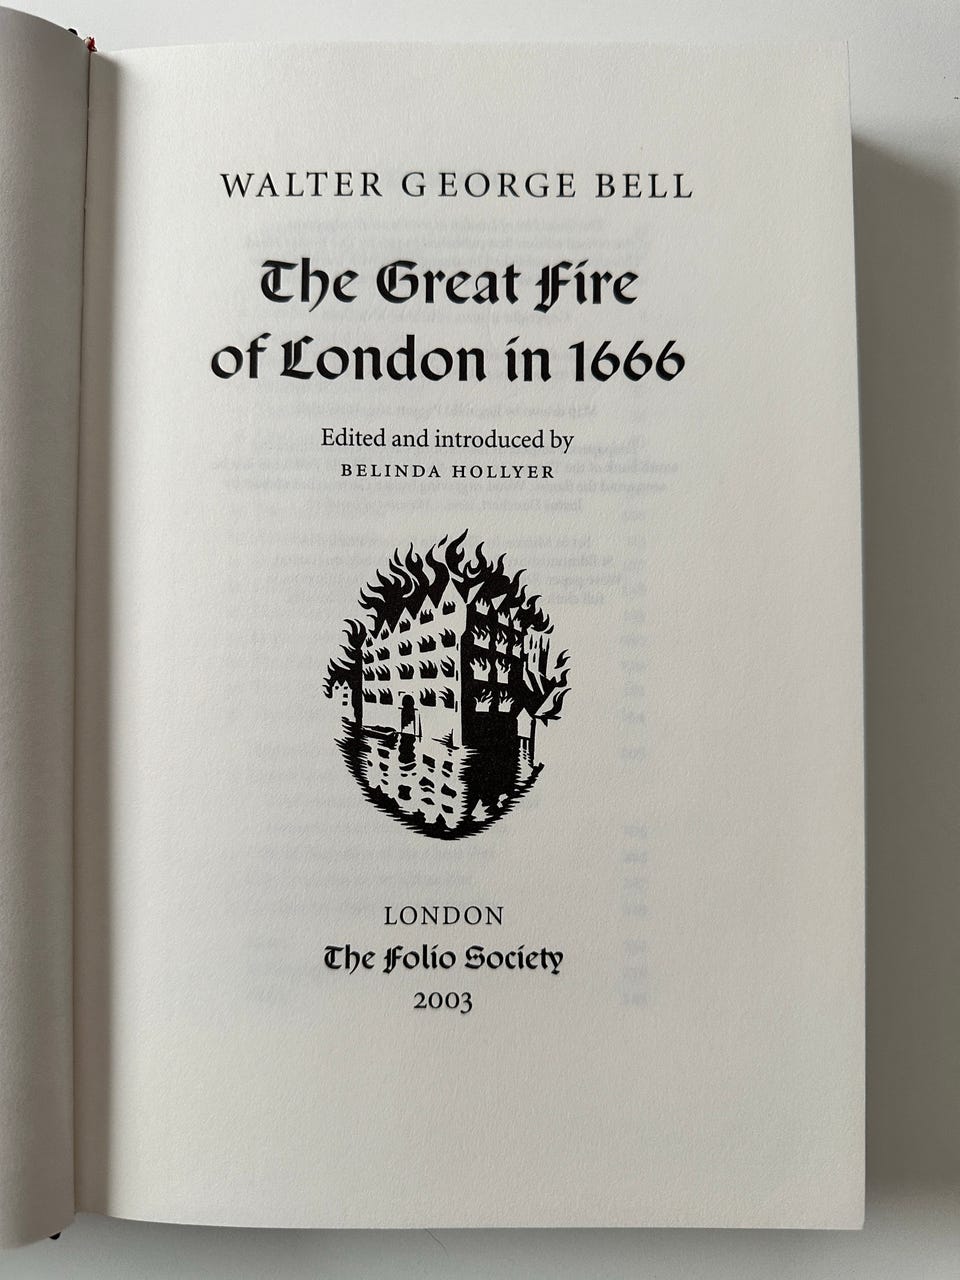 WALTER GEORGE BELL
The Great Fire
of London in 1666
Edited and introduced by
BELINDA HOLLYER
LONDON
The Folio Society
2003